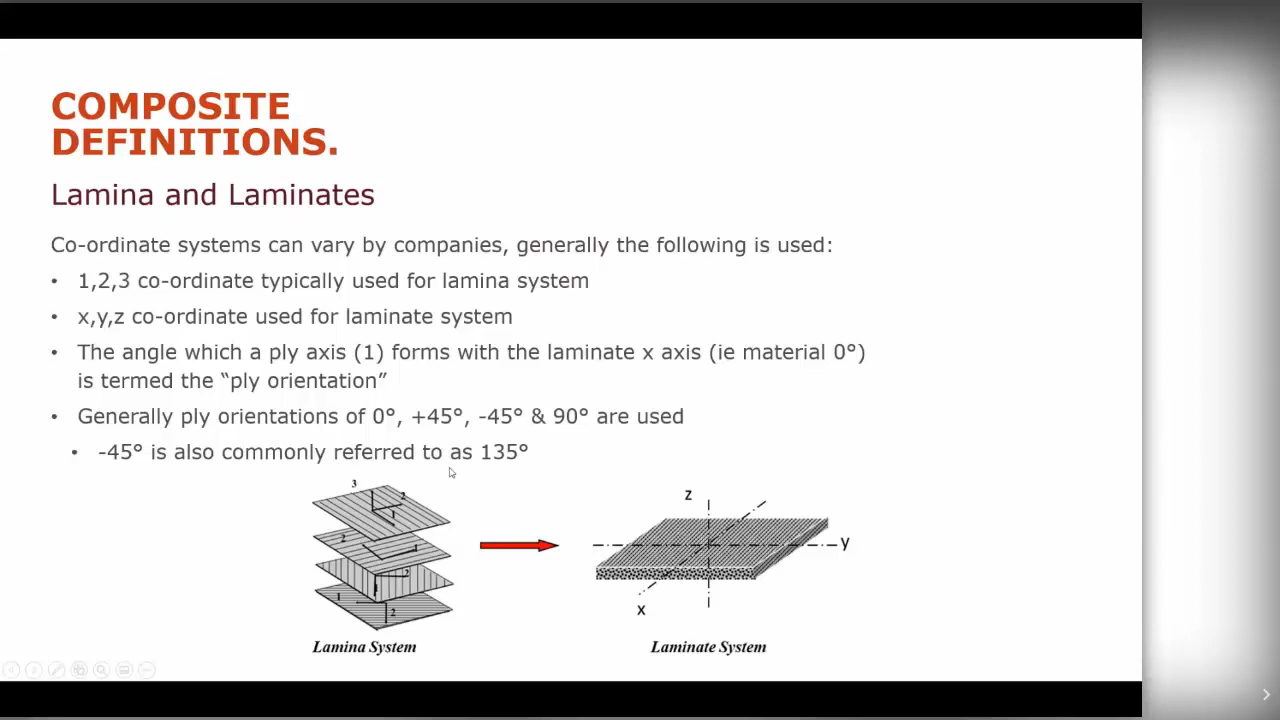 COMPOSITE
DEFINITIONS.
Lamina and Laminates
Co-ordinate systems can vary by companies, generally the following is used:
• 1,2,3 co-ordinate typically used for lamina system
• x,y,z co-ordinate used for laminate system
• The angle which a ply axis (1) forms with the laminate x axis (ie material 0°)
is termed the “ply orientation”
• Generally ply orientations of 0°, +45°, -45° & 90° are used
• -45° is also commonly referred to as 135°
3
2
1
2
1
2
1
1
2
z
y
x
Lamina System
Laminate System